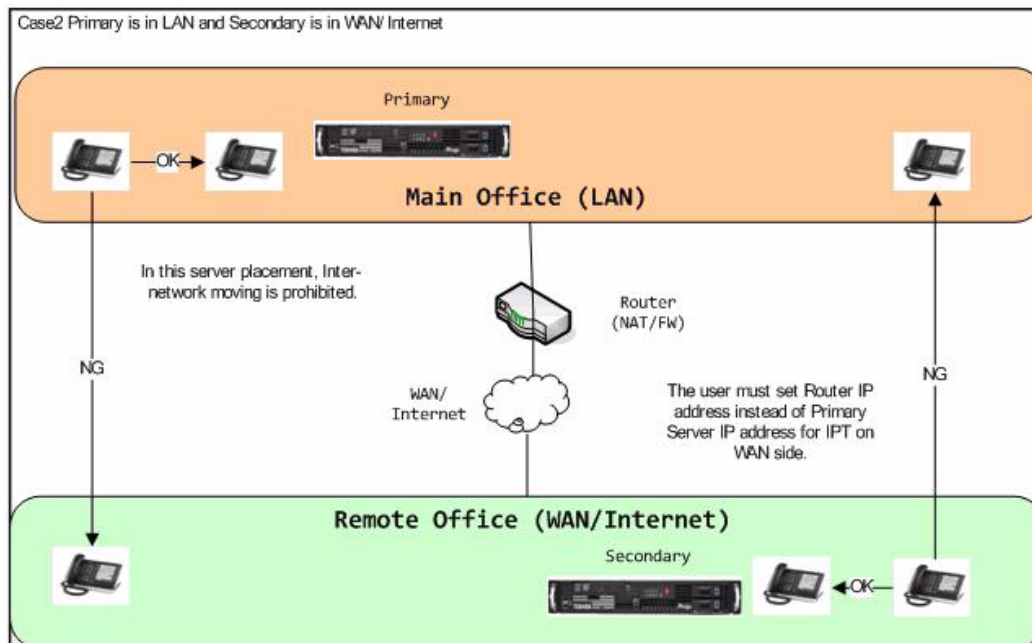 Case2 Primary is in LAN and Secondary is in WAN/ Internet
Primary
OK
Main Office (LAN)
In this server placement, Inter-
network moving is prohibited.
Router
(NAT/FW)
NG
NG
WAN/
Internet
The user must set Router IP
address instead of Primary
Server IP address for IPT on
WAN side.
Remote Office (WAN/Internet)
Secondary
OK